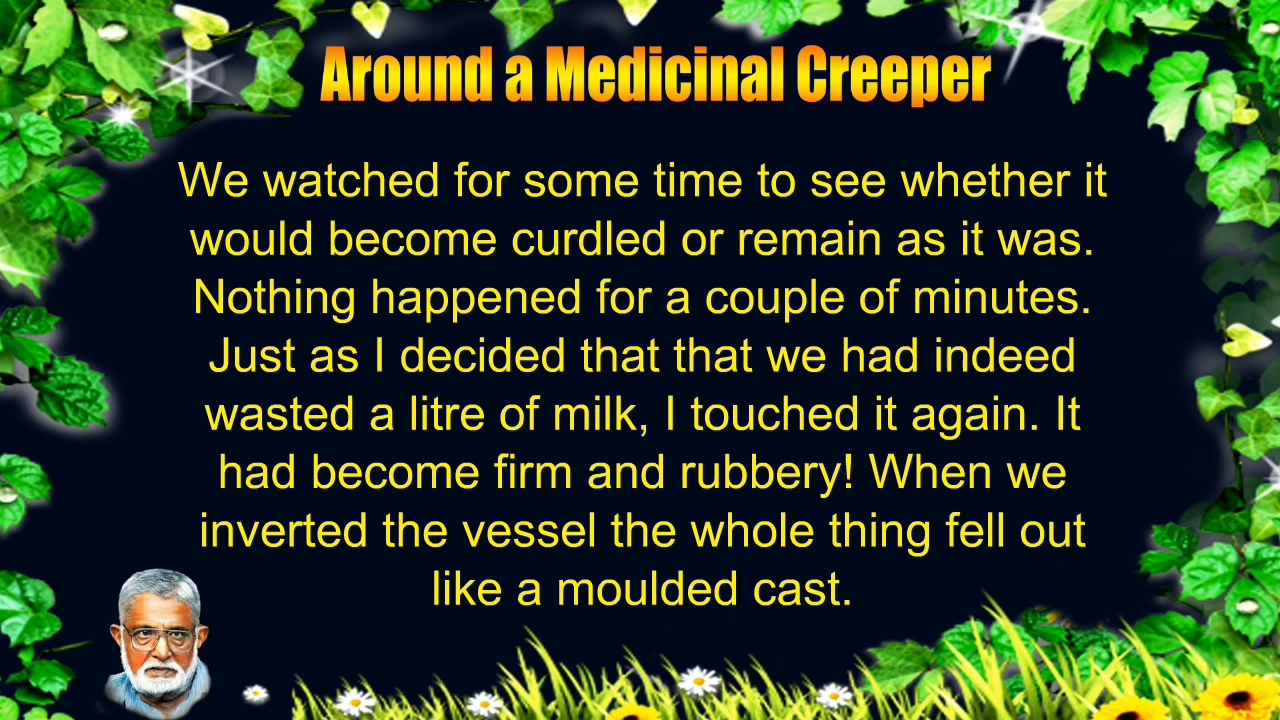 Around a Medicinal Creeper
We watched for some time to see whether it
would become curdled or remain as it was.
Nothing happened for a couple of minutes.
Just as I decided that that we had indeed
wasted a litre of milk, I touched it again. It
had become firm and rubbery! When we
inverted the vessel the whole thing fell out
like a moulded cast.